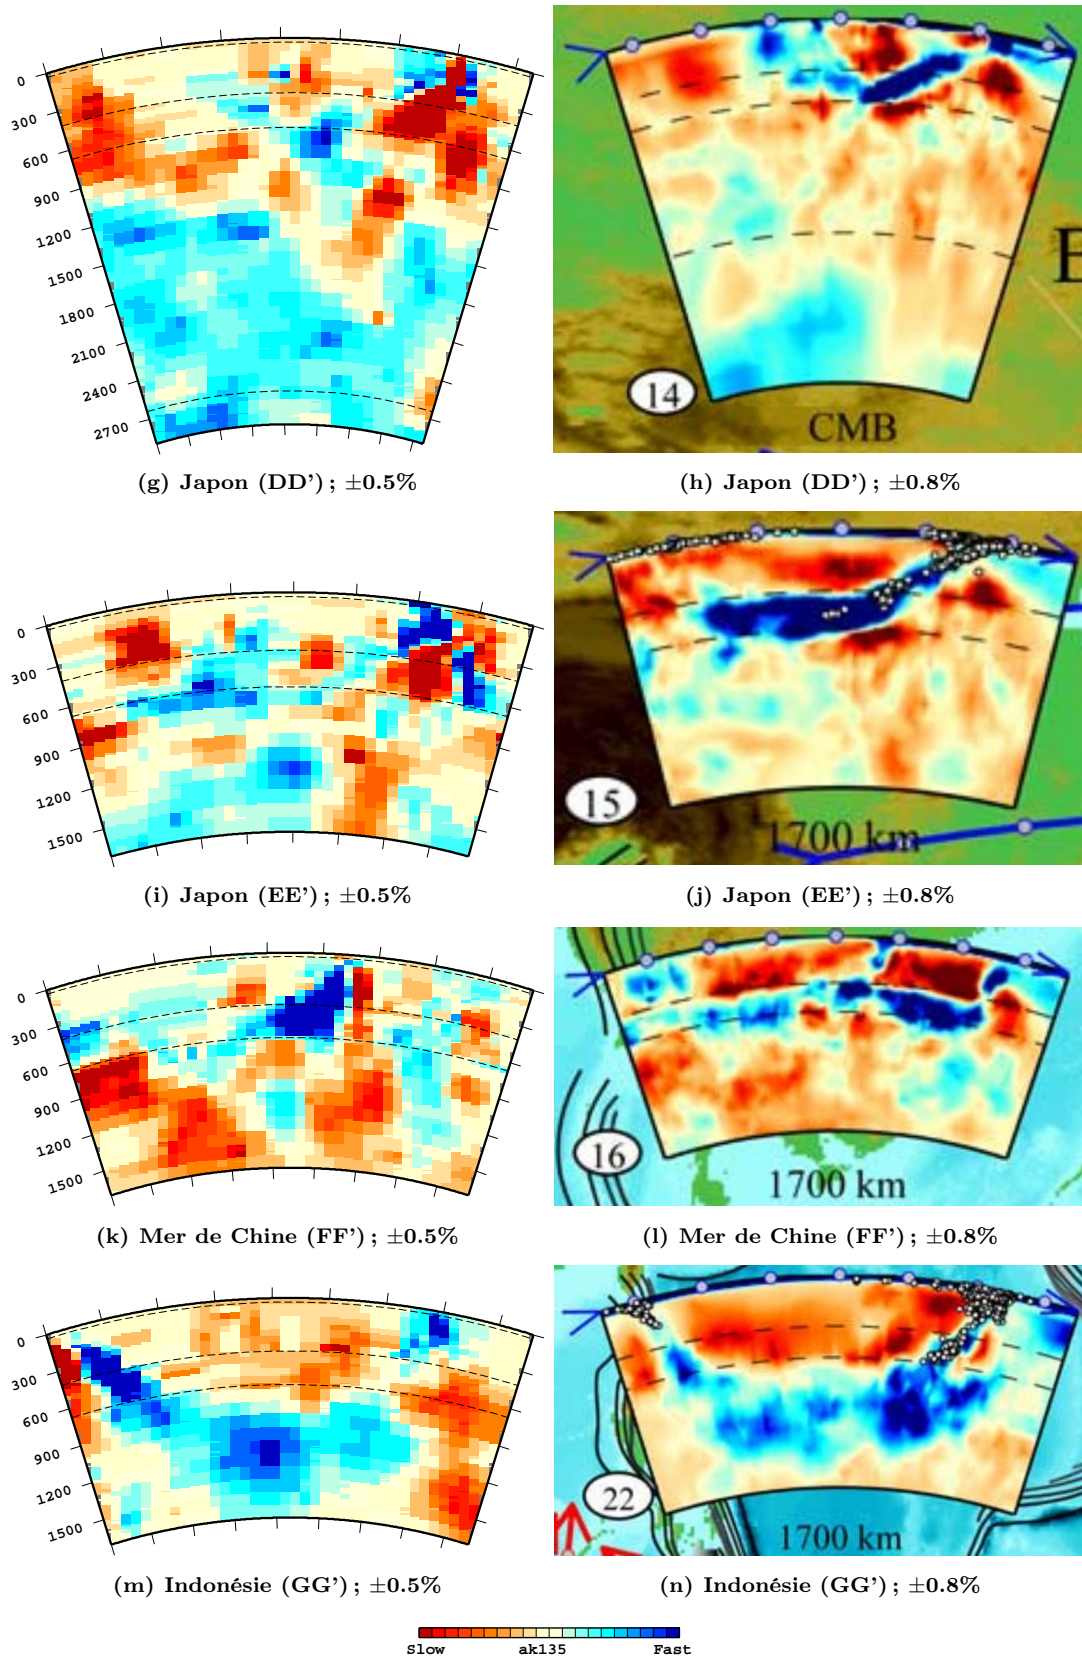 0
300
600
900
1200
1500
1800
2100
2400
2700
E
14
CMB
(g) Japon (DD') ; ±0.5%
(h) Japon (DD') ; ±0.8%
0
300
600
900
1200
1500
15
1700 km
(i) Japon (EE') ; ±0.5%
(j) Japon (EE') ; ±0.8%
0
300
600
900
1200
1500
16
1700 km
(k) Mer de Chine (FF') ; ±0.5%
(l) Mer de Chine (FF') ; ±0.8%
0
300
600
900
1200
1500
22
1700 km
(m) Indonésie (GG') ; ±0.5%
(n) Indonésie (GG') ; ±0.8%
Slow ak135 Fast